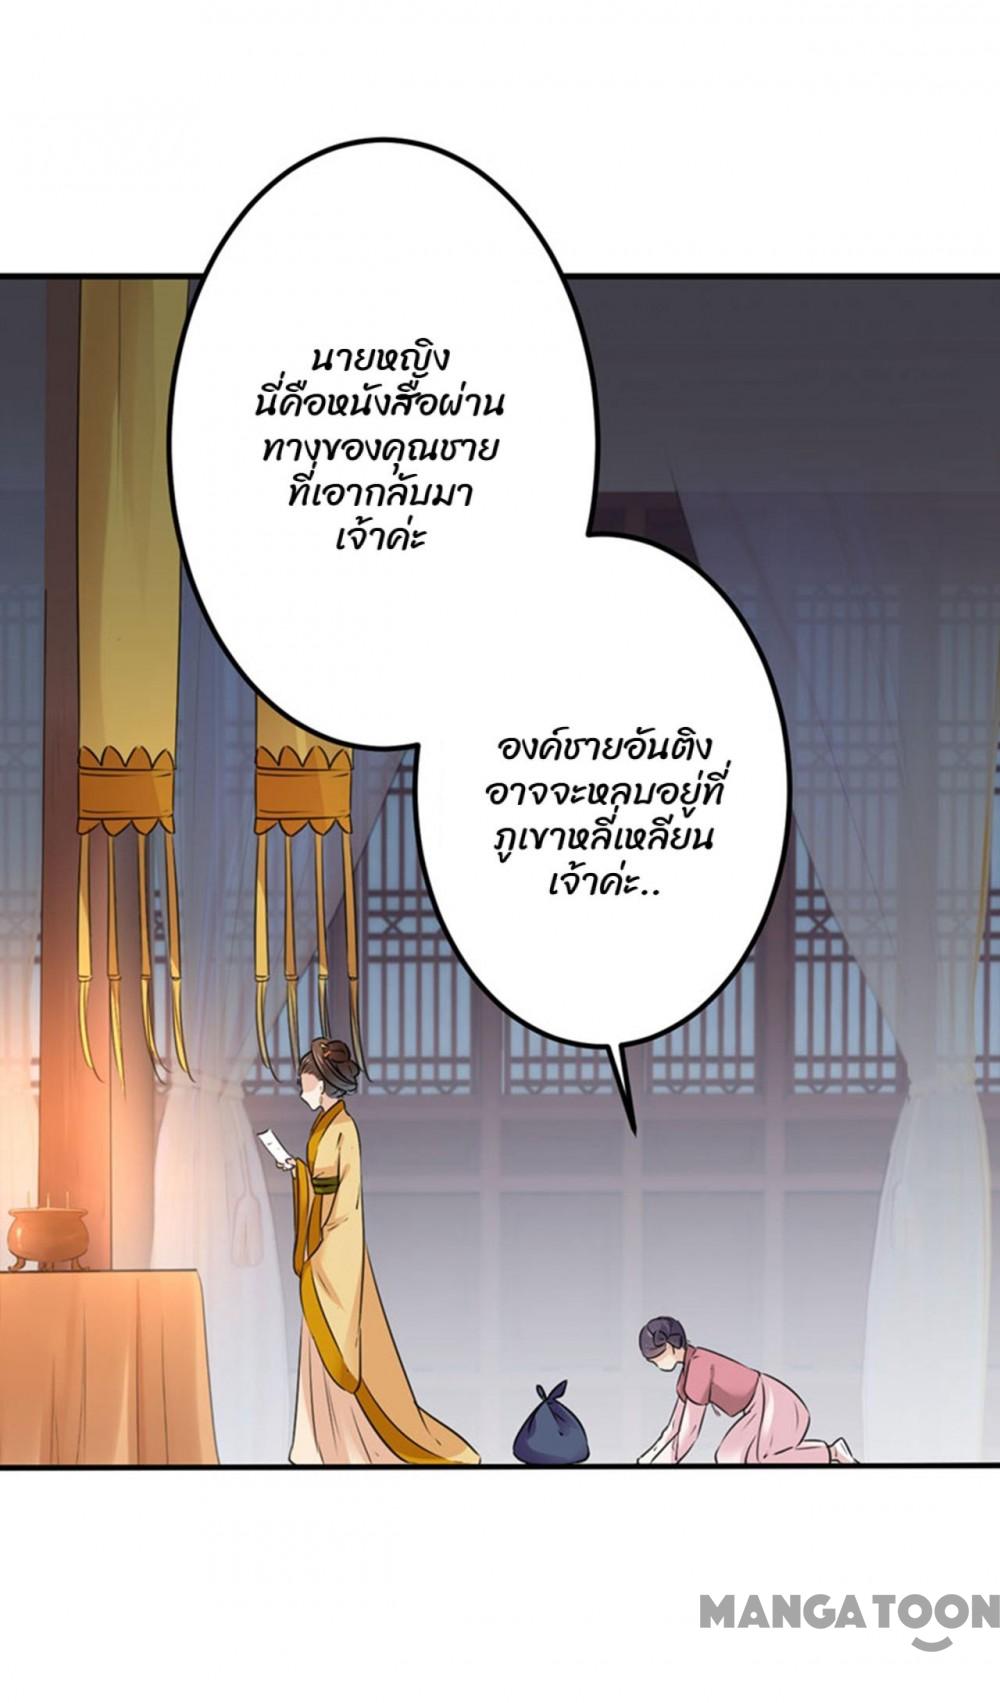 นายหญิง
นี่คือหนังสือผ่าน
ทางของคุณชาย
ที่เอากลับมา
เจ้าค่ะ
องค์ชายอันติง
อาจจะหลบอยู่ที่
ภูเขาหลี่เหลียน
เจ้าค่ะ..
MANGATOON